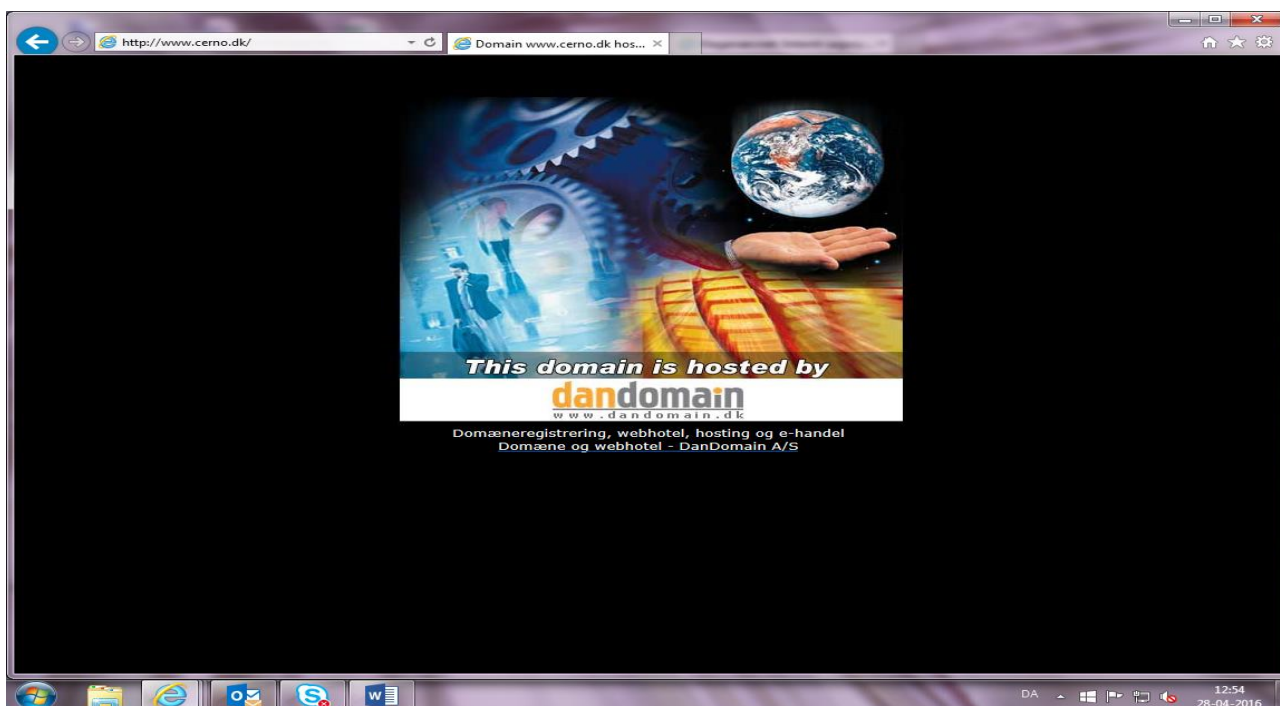 http://www.cerno.dk/
Domain www.cerno.dk hos...
This domain is hosted by
dandomain
www.dandomain.dk
Domæneregistrering, webhotel, hosting og e-handel
Domæne og webhotel - DanDomain A/S
DA
12:54
28-04-2016